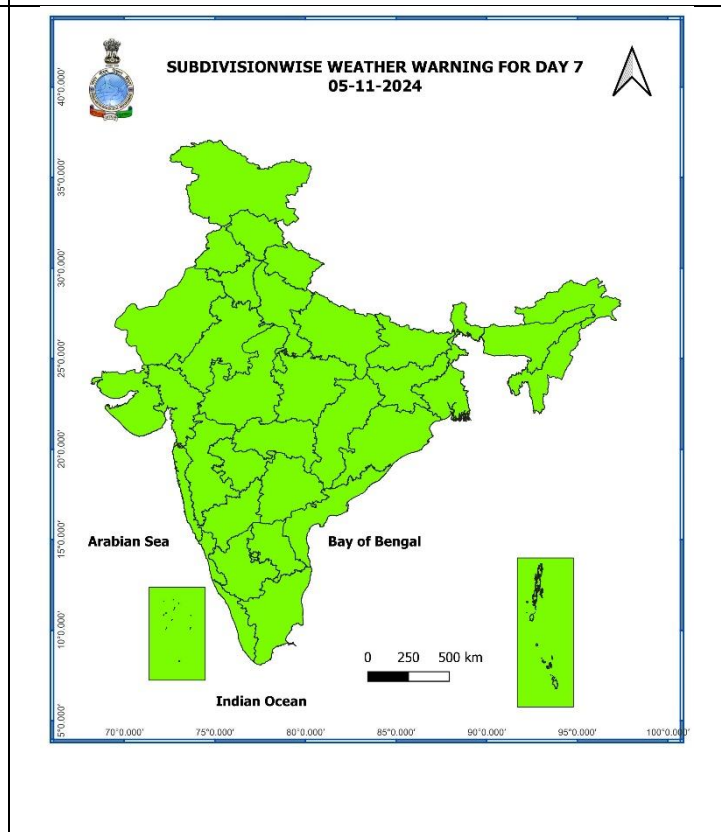 SUBDIVISIONWISE WEATHER WARNING FOR DAY 7
05-11-2024
40°0.000'
35°0.000'
30°0.000'
25°0.000'
20°0.000'
15°0.000'
10°0.000'
5°0.000'
Arabian Sea
Bay of Bengal
0 250 500 km
Indian Ocean
70°0.000' 75°0.000' 80°0.000' 85°0.000' 90°0.000' 95°0.000' 100°0.000'